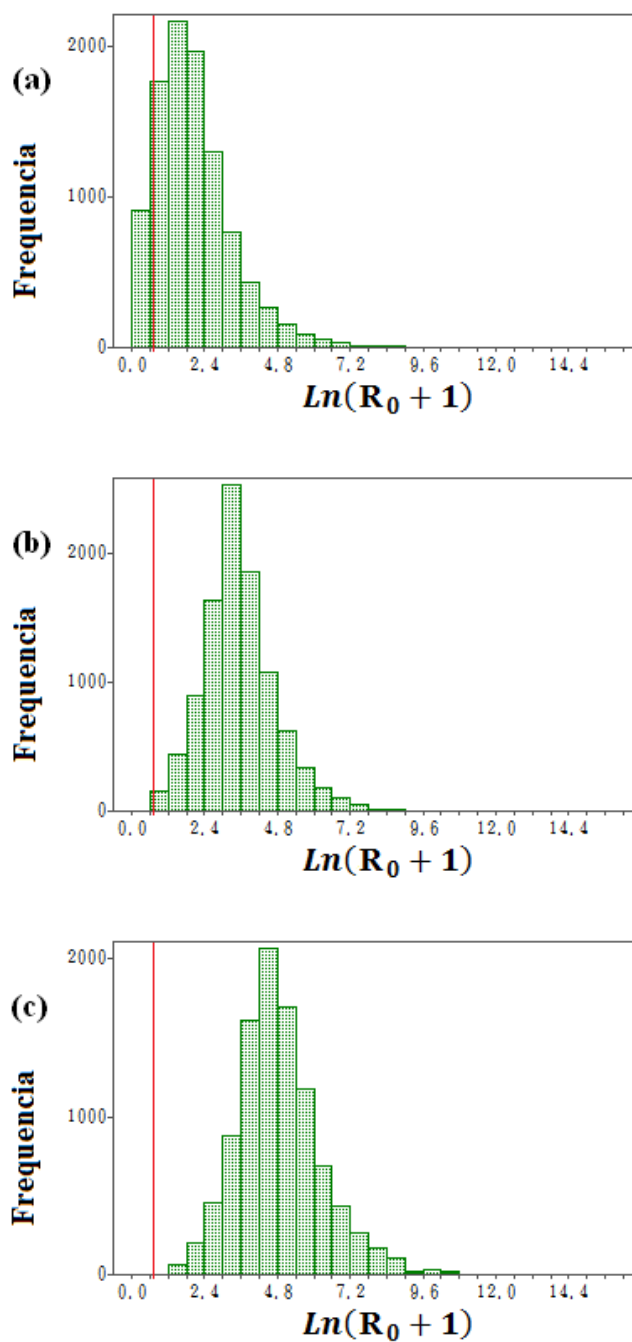 (a)
Frequencia
2000
1000
0
0.0 2,4 4,8 7,2 9,6 12,0 14,4
Ln(R₀ + 1)
(b)
Frequencia
2000
1000
0
0.0 2,4 4,8 7,2 9,6 12,0 14,4
Ln(R₀ + 1)
(c)
Frequencia
2000
1000
0
0.0 2,4 4,8 7,2 9,6 12,0 14,4
Ln(R₀ + 1)